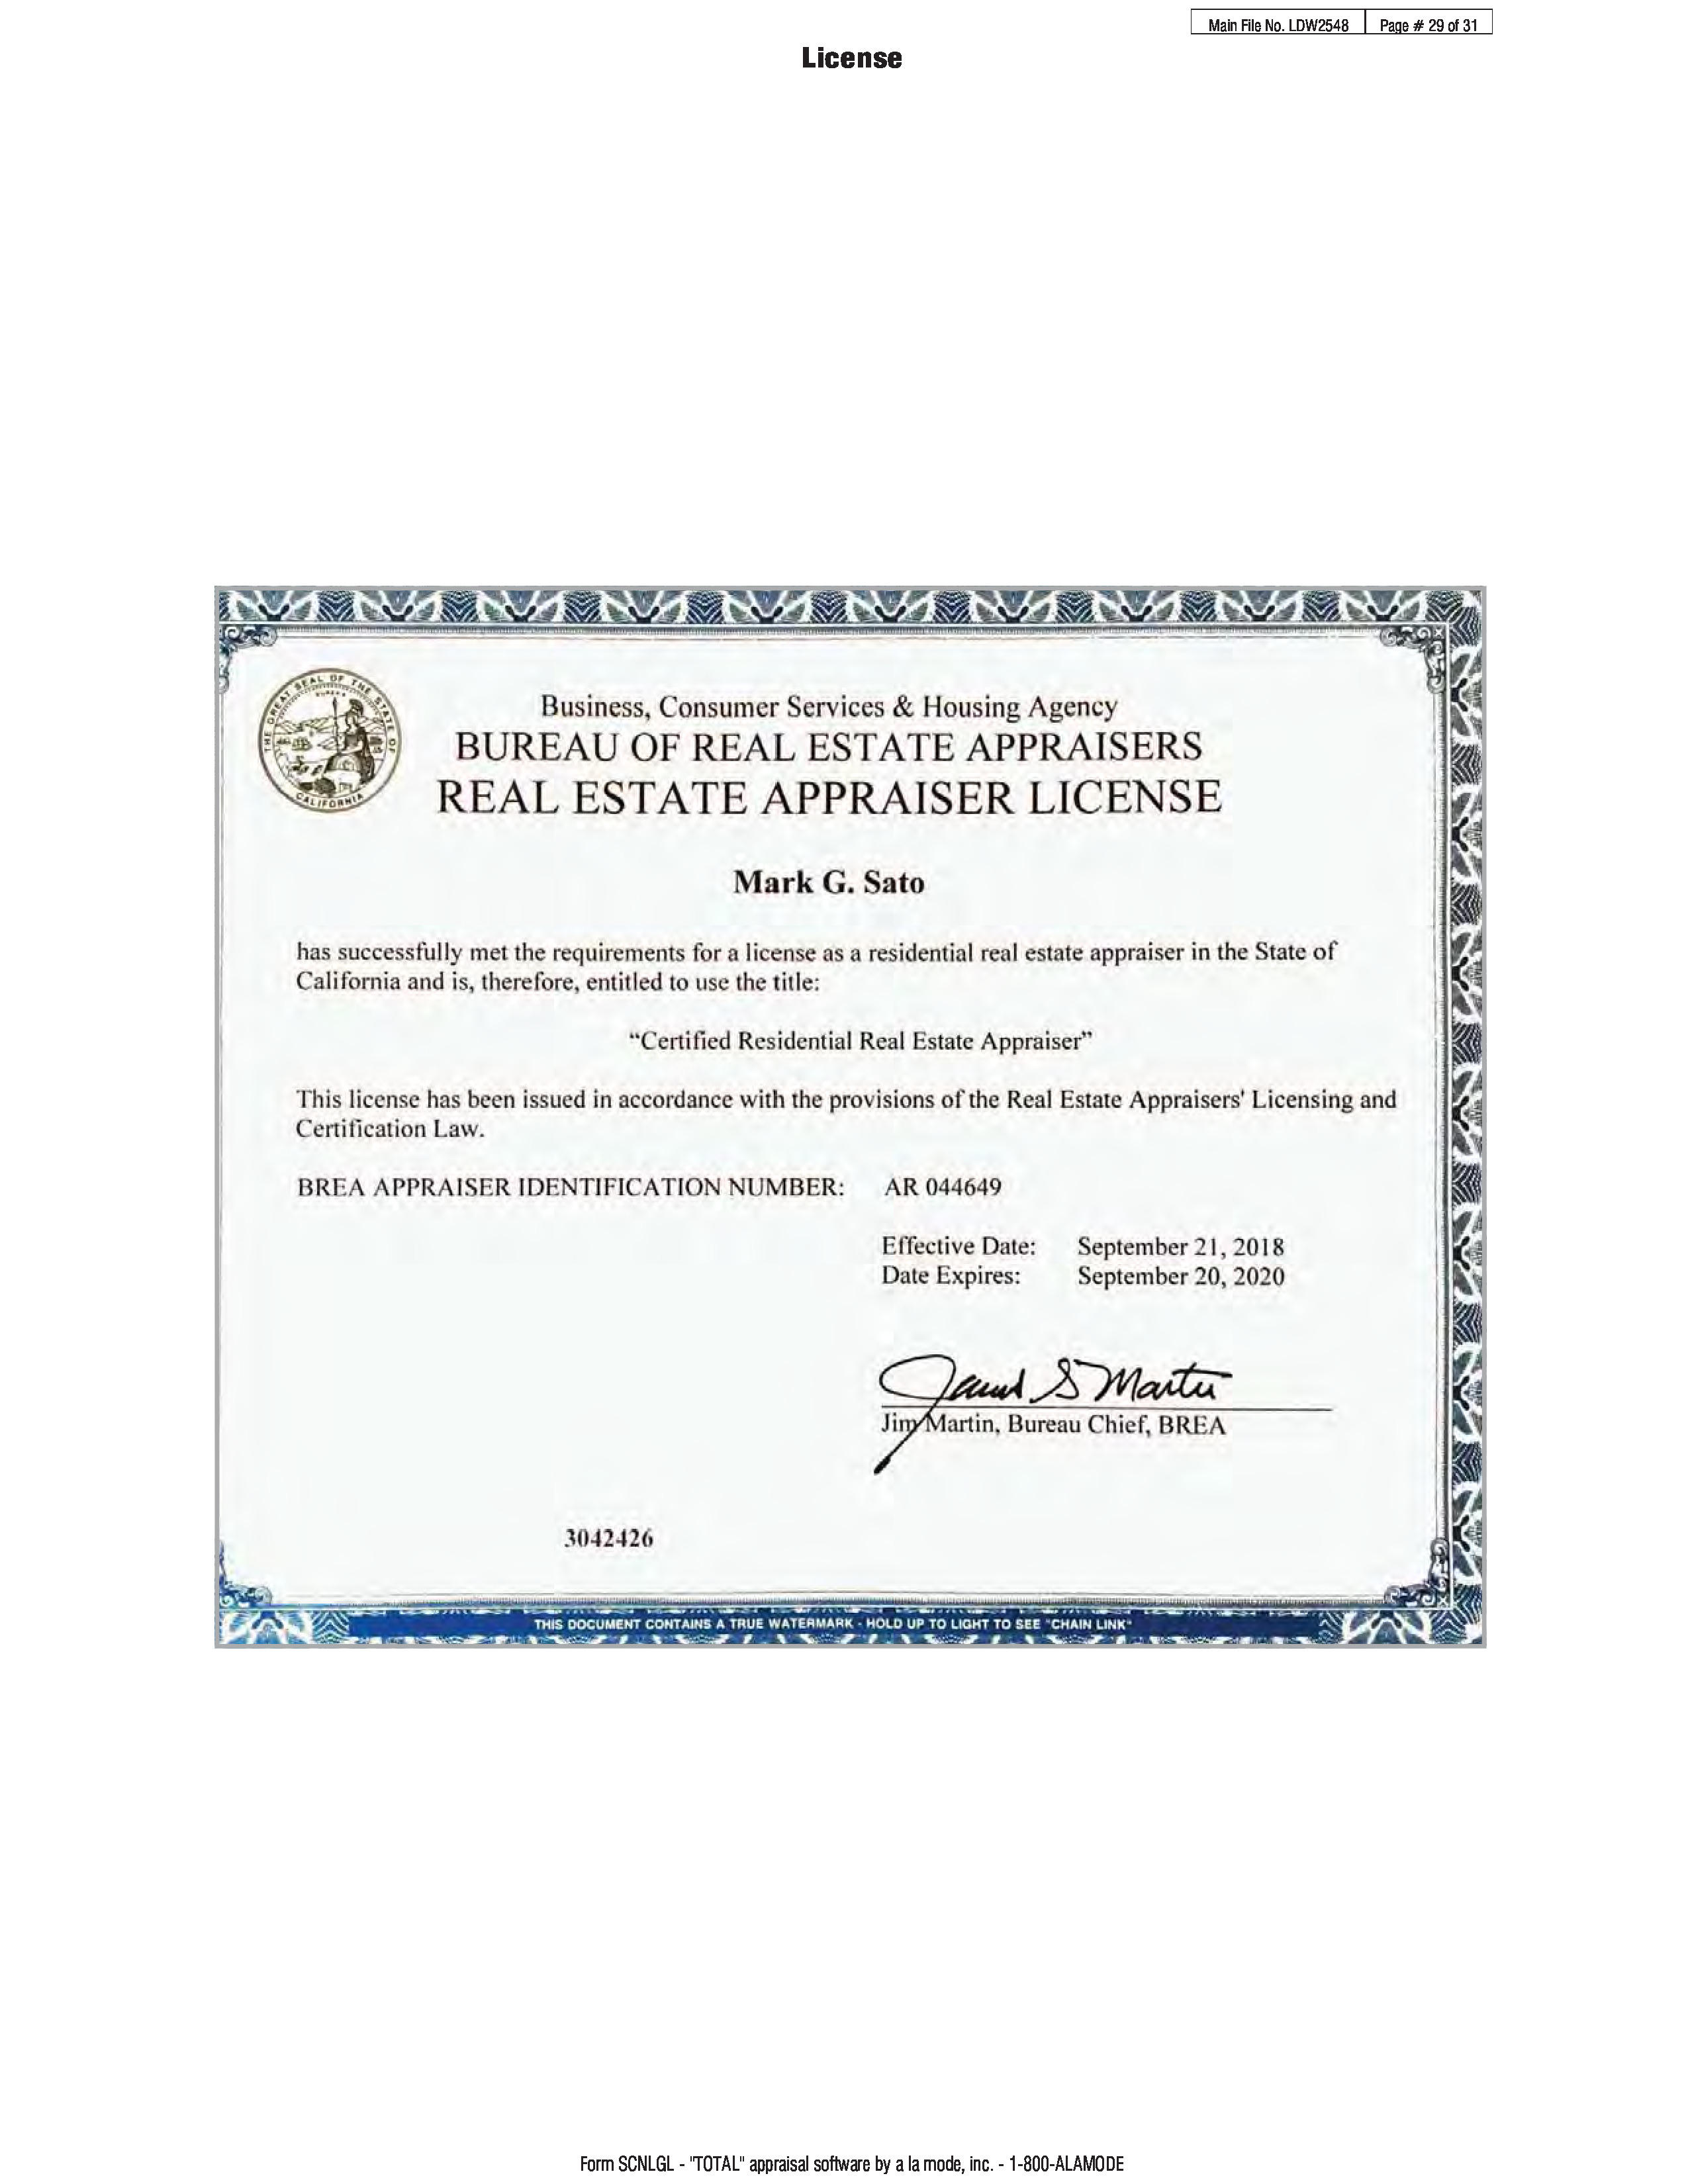 Main File No. LDW2548 Page # 29 of 31
License
THE GREAT SEAL OF THE STATE OF CALIFORNIA
EUREKA
Business, Consumer Services & Housing Agency
BUREAU OF REAL ESTATE APPRAISERS
REAL ESTATE APPRAISER LICENSE
Mark G. Sato
has successfully met the requirements for a license as a residential real estate appraiser in the State of
California and is, therefore, entitled to use the title:
“Certified Residential Real Estate Appraiser”
This license has been issued in accordance with the provisions of the Real Estate Appraisers' Licensing and
Certification Law.
BREA APPRAISER IDENTIFICATION NUMBER: AR 044649
Effective Date: September 21, 2018
Date Expires: September 20, 2020
James S Martin
Jim Martin, Bureau Chief, BREA
3042426
THIS DOCUMENT CONTAINS A TRUE WATERMARK - HOLD UP TO LIGHT TO SEE "CHAIN LINK"
Form SCNLGL - "TOTAL" appraisal software by a la mode, inc. - 1-800-ALAMODE